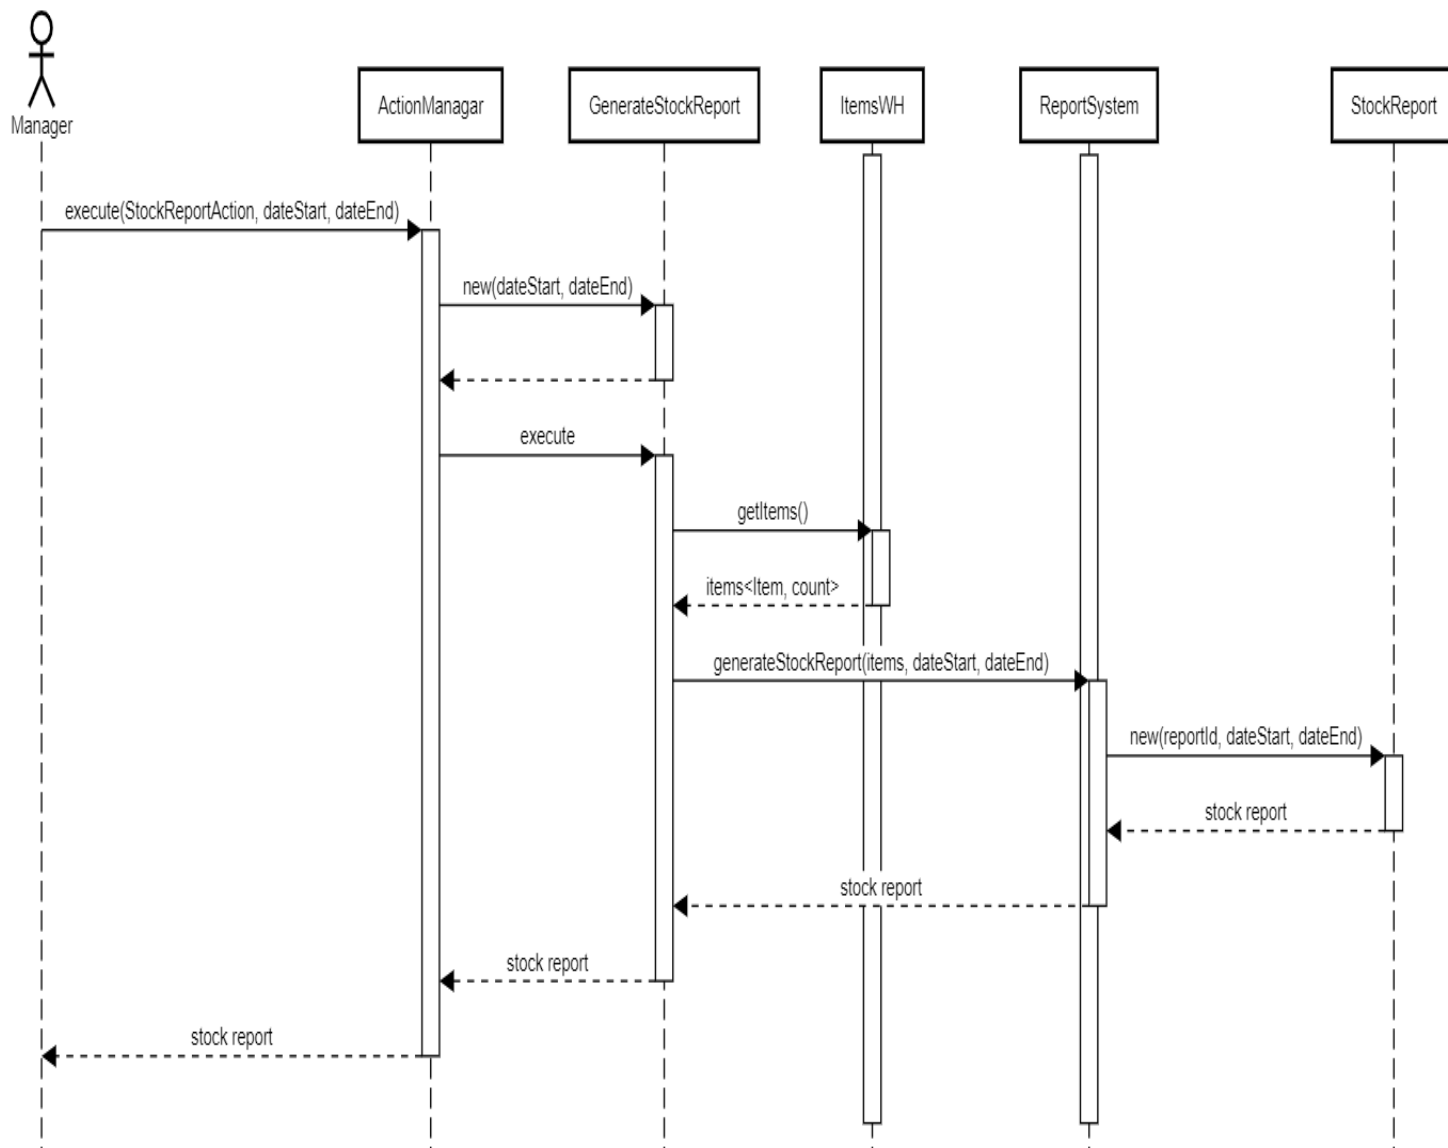 Manager
ActionManagar
GenerateStockReport
ItemsWH
ReportSystem
StockReport
execute(StockReportAction, dateStart, dateEnd)
new(dateStart, dateEnd)
execute
getItems()
items<Item, count>
generateStockReport(items, dateStart, dateEnd)
new(reportId, dateStart, dateEnd)
stock report
stock report
stock report
stock report